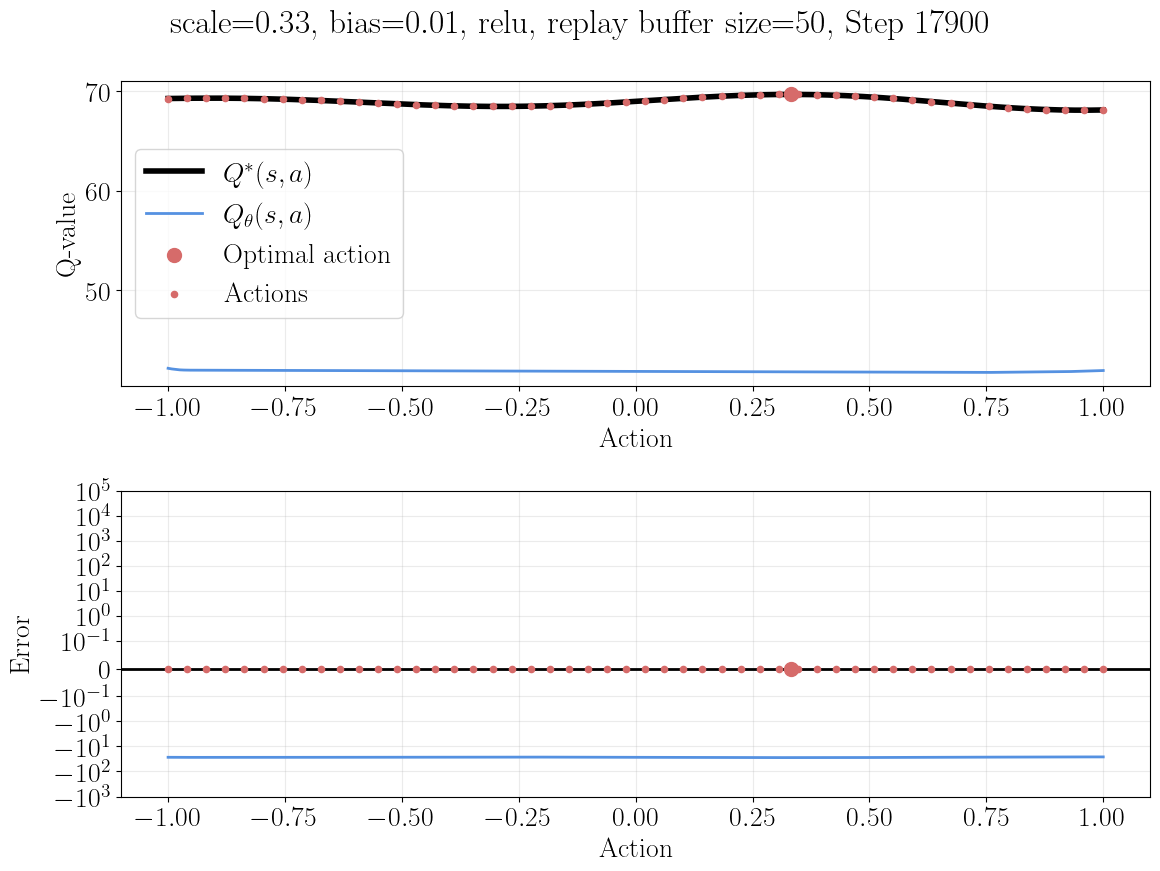 scale=0.33, bias=0.01, relu, replay buffer size=50, Step 17900
70
60
50
Q-value
Q*(s, a)
Q_θ(s, a)
Optimal action
Actions
−1.00 −0.75 −0.50 −0.25 0.00 0.25 0.50 0.75 1.00
Action
10^5
10^4
10^3
10^2
10^1
10^0
10^−1
0
−10^−1
−10^0
−10^1
−10^2
−10^3
Error
−1.00 −0.75 −0.50 −0.25 0.00 0.25 0.50 0.75 1.00
Action